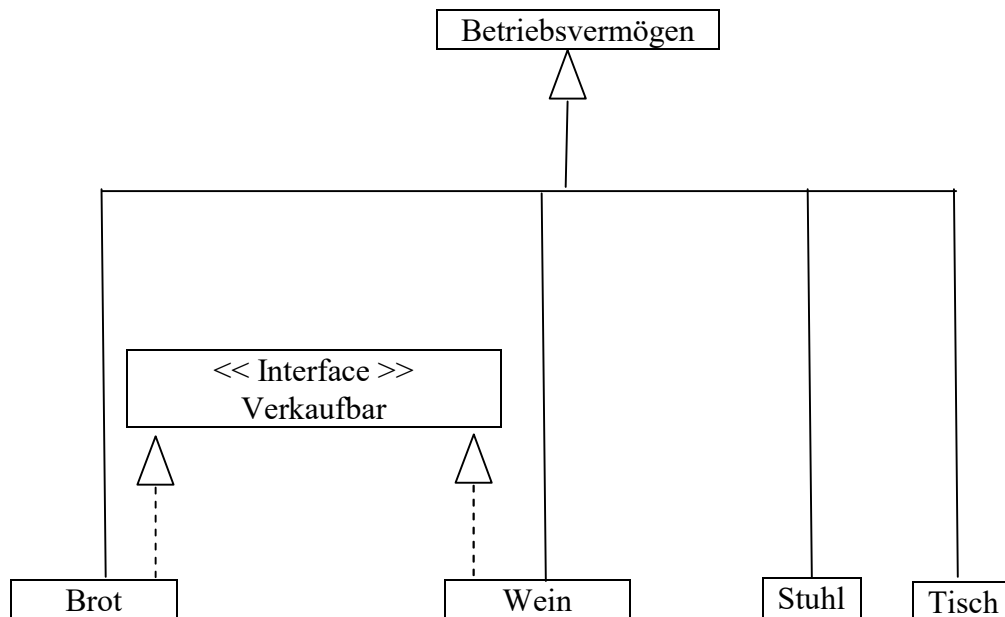 Betriebsvermögen
<< Interface >>
Verkaufbar
Brot
Wein
Stuhl
Tisch